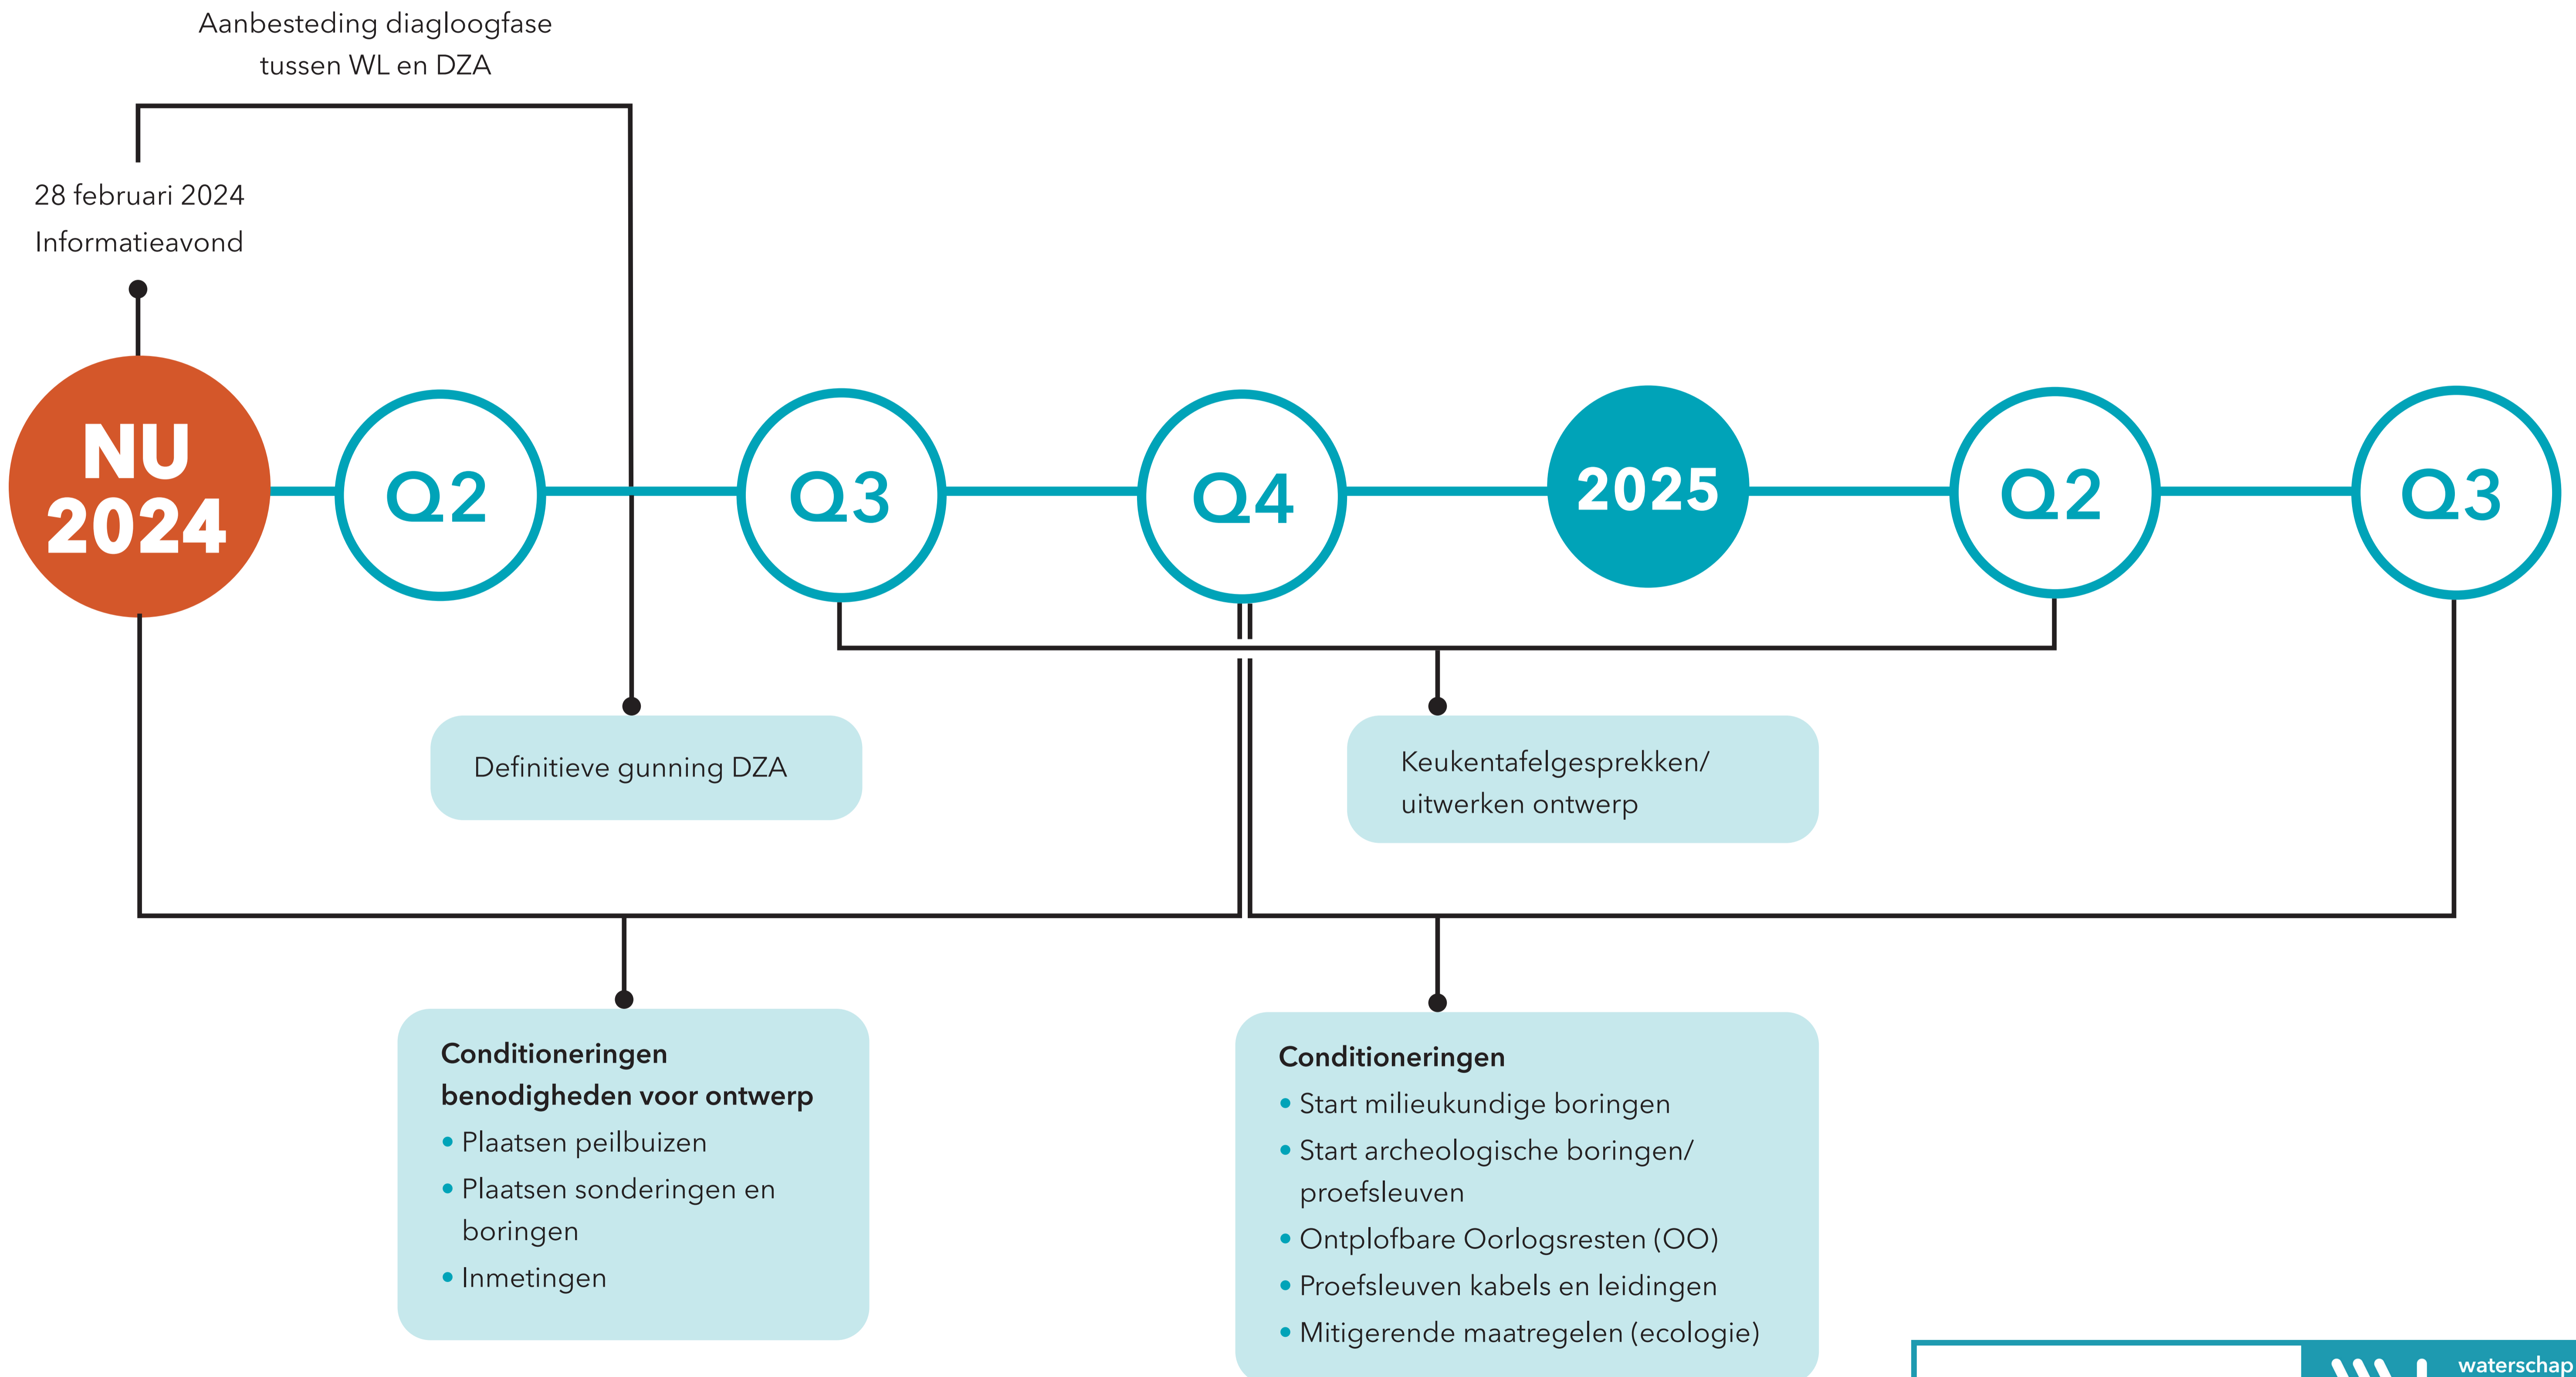 Aanbesteding diagloogfase
tussen WL en DZA
28 februari 2024
Informatieavond
NU
2024
Q2
Q3
Q4
2025
Q2
Q3
Definitieve gunning DZA
Keukentafelgesprekken/
uitwerken ontwerp
Conditioneringen
benodigheden voor ontwerp
• Plaatsen peilbuizen
• Plaatsen sonderingen en
boringen
• Inmetingen
Conditioneringen
• Start milieukundige boringen
• Start archeologische boringen/
proefsleuven
• Ontplofbare Oorlogsresten (OO)
• Proefsleuven kabels en leidingen
• Mitigerende maatregelen (ecologie)
waterschap